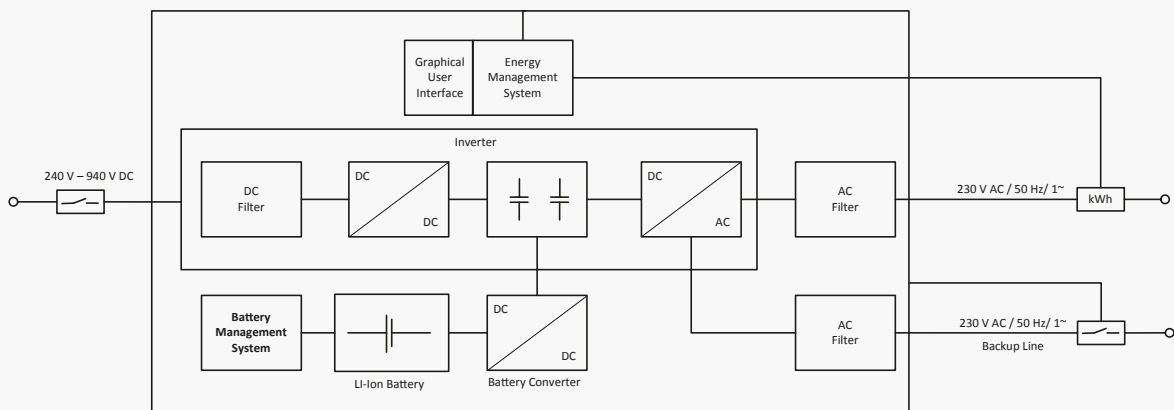 Graphical
User
Interface
Energy
Management
System
Inverter
240 V – 940 V DC
DC
Filter
DC
DC
DC
AC
AC
Filter
230 V AC / 50 Hz/ 1~
kWh
Battery
Management
System
LI-Ion Battery
DC
DC
Battery Converter
AC
Filter
230 V AC / 50 Hz/ 1~
Backup Line